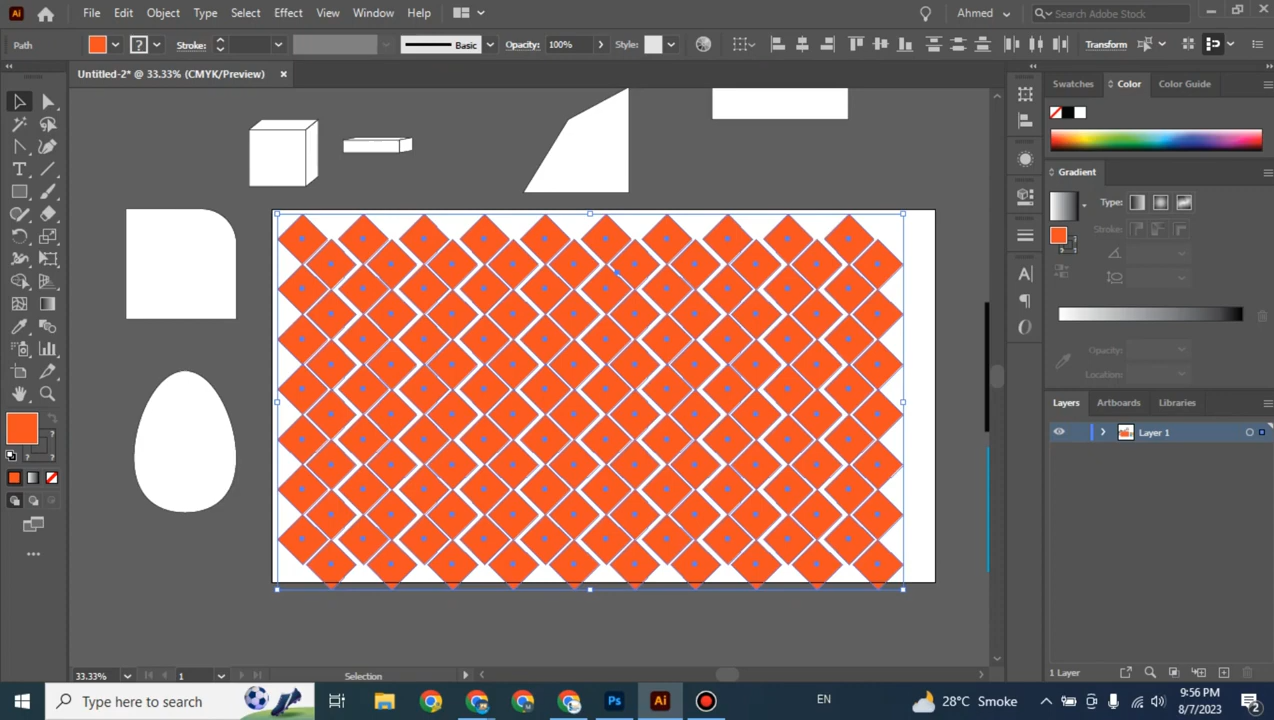 Ai File Edit Object Type Select Effect View Window Help Ahmed Search Adobe Stock
Path ? Stroke: Basic Opacity: 100% Style: Transform
Untitled-2* @ 33.33% (CMYK/Preview)
Swatches Color Color Guide
Gradient
Type:
Stroke:
Opacity:
Location:
Layers Artboards Libraries
Layer 1
1 Layer
33.33% 1 Selection
Type here to search Ps Ai EN 28°C Smoke 9:56 PM
8/7/2023 2